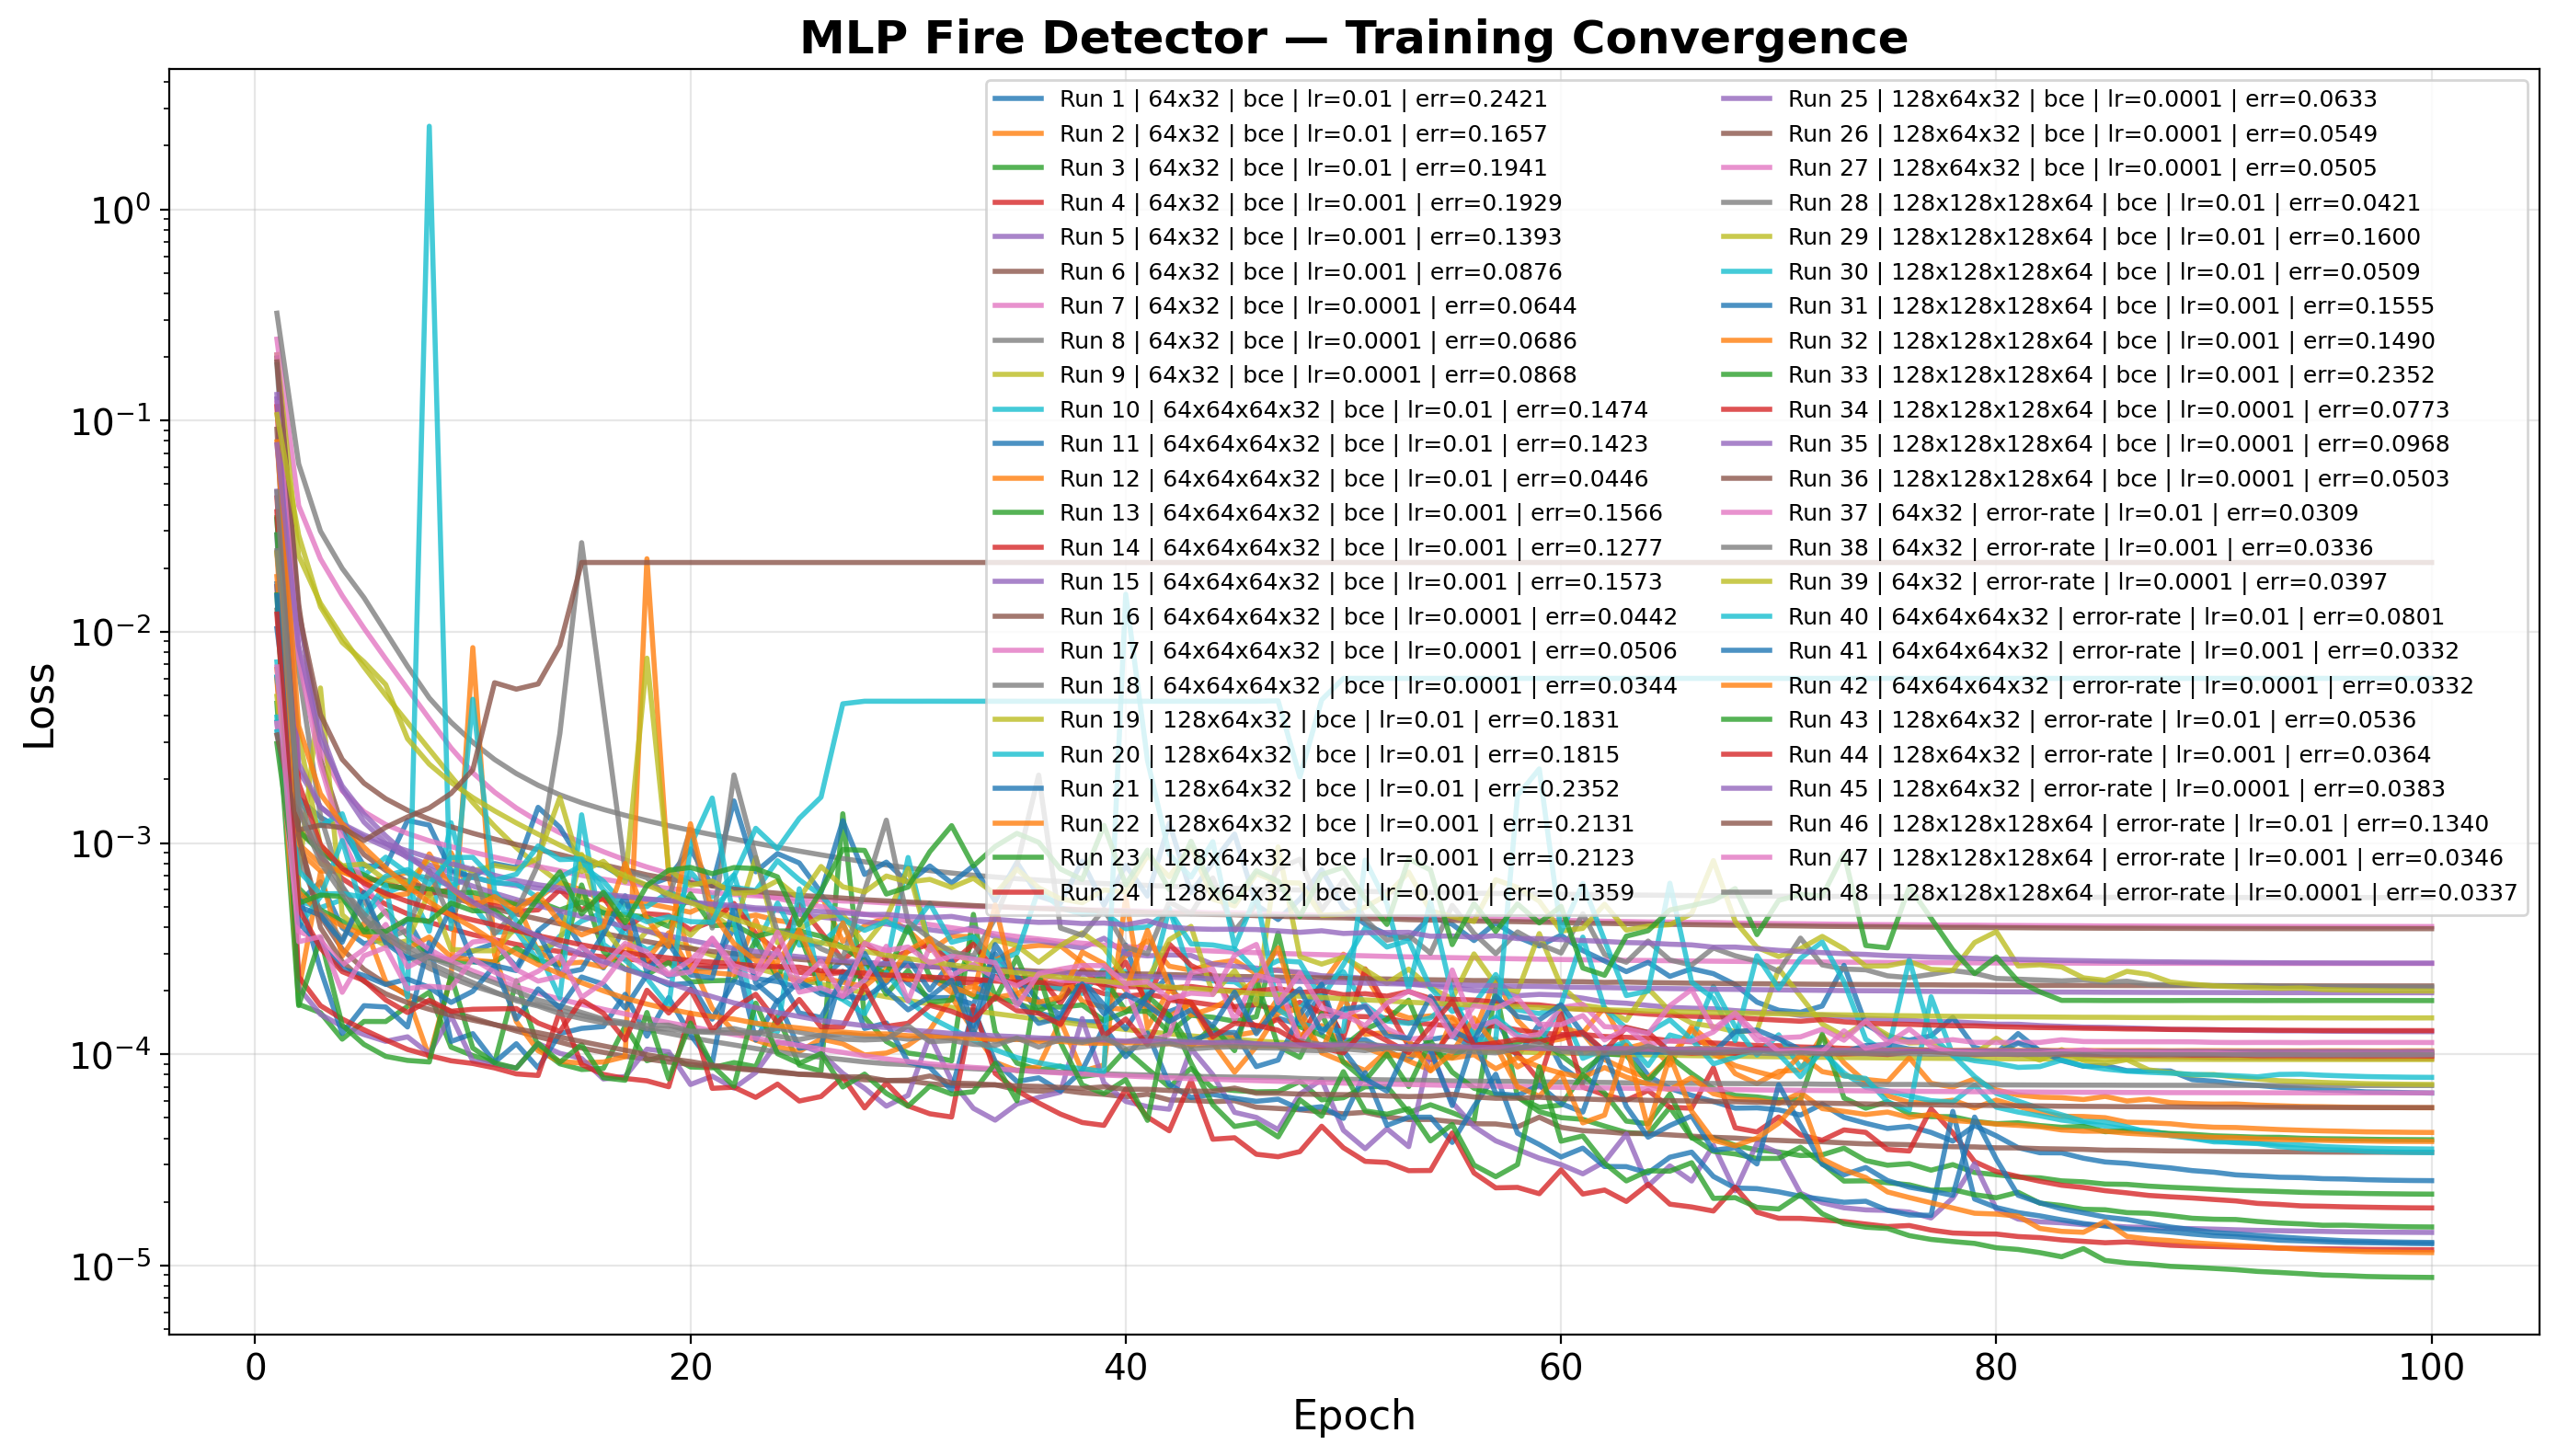 MLP Fire Detector — Training Convergence
Loss
10⁰
10⁻¹
10⁻²
10⁻³
10⁻⁴
10⁻⁵
Run 1 | 64x32 | bce | lr=0.01 | err=0.2421
Run 2 | 64x32 | bce | lr=0.01 | err=0.1657
Run 3 | 64x32 | bce | lr=0.01 | err=0.1941
Run 4 | 64x32 | bce | lr=0.001 | err=0.1929
Run 5 | 64x32 | bce | lr=0.001 | err=0.1393
Run 6 | 64x32 | bce | lr=0.001 | err=0.0876
Run 7 | 64x32 | bce | lr=0.0001 | err=0.0644
Run 8 | 64x32 | bce | lr=0.0001 | err=0.0686
Run 9 | 64x32 | bce | lr=0.0001 | err=0.0868
Run 10 | 64x64x64x32 | bce | lr=0.01 | err=0.1474
Run 11 | 64x64x64x32 | bce | lr=0.01 | err=0.1423
Run 12 | 64x64x64x32 | bce | lr=0.01 | err=0.0446
Run 13 | 64x64x64x32 | bce | lr=0.001 | err=0.1566
Run 14 | 64x64x64x32 | bce | lr=0.001 | err=0.1277
Run 15 | 64x64x64x32 | bce | lr=0.001 | err=0.1573
Run 16 | 64x64x64x32 | bce | lr=0.0001 | err=0.0442
Run 17 | 64x64x64x32 | bce | lr=0.0001 | err=0.0506
Run 18 | 64x64x64x32 | bce | lr=0.0001 | err=0.0344
Run 19 | 128x64x32 | bce | lr=0.01 | err=0.1831
Run 20 | 128x64x32 | bce | lr=0.01 | err=0.1815
Run 21 | 128x64x32 | bce | lr=0.01 | err=0.2352
Run 22 | 128x64x32 | bce | lr=0.001 | err=0.2131
Run 23 | 128x64x32 | bce | lr=0.001 | err=0.2123
Run 24 | 128x64x32 | bce | lr=0.001 | err=0.1359
Run 25 | 128x64x32 | bce | lr=0.0001 | err=0.0633
Run 26 | 128x64x32 | bce | lr=0.0001 | err=0.0549
Run 27 | 128x64x32 | bce | lr=0.0001 | err=0.0505
Run 28 | 128x128x128x64 | bce | lr=0.01 | err=0.0421
Run 29 | 128x128x128x64 | bce | lr=0.01 | err=0.1600
Run 30 | 128x128x128x64 | bce | lr=0.01 | err=0.0509
Run 31 | 128x128x128x64 | bce | lr=0.001 | err=0.1555
Run 32 | 128x128x128x64 | bce | lr=0.001 | err=0.1490
Run 33 | 128x128x128x64 | bce | lr=0.001 | err=0.2352
Run 34 | 128x128x128x64 | bce | lr=0.0001 | err=0.0773
Run 35 | 128x128x128x64 | bce | lr=0.0001 | err=0.0968
Run 36 | 128x128x128x64 | bce | lr=0.0001 | err=0.0503
Run 37 | 64x32 | error-rate | lr=0.01 | err=0.0309
Run 38 | 64x32 | error-rate | lr=0.001 | err=0.0336
Run 39 | 64x32 | error-rate | lr=0.0001 | err=0.0397
Run 40 | 64x64x64x32 | error-rate | lr=0.01 | err=0.0801
Run 41 | 64x64x64x32 | error-rate | lr=0.001 | err=0.0332
Run 42 | 64x64x64x32 | error-rate | lr=0.0001 | err=0.0332
Run 43 | 128x64x32 | error-rate | lr=0.01 | err=0.0536
Run 44 | 128x64x32 | error-rate | lr=0.001 | err=0.0364
Run 45 | 128x64x32 | error-rate | lr=0.0001 | err=0.0383
Run 46 | 128x128x128x64 | error-rate | lr=0.01 | err=0.1340
Run 47 | 128x128x128x64 | error-rate | lr=0.001 | err=0.0346
Run 48 | 128x128x128x64 | error-rate | lr=0.0001 | err=0.0337
0 20 40 60 80 100
Epoch